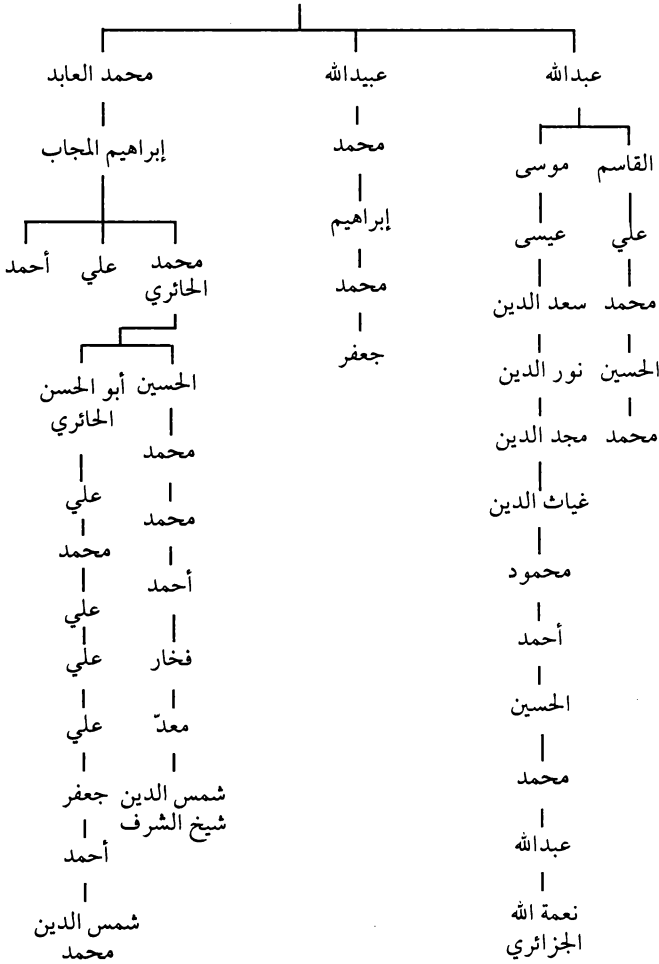 عبدالله
عبيدالله
محمد العابد
محمد
إبراهيم المجاب
القاسم
موسى
إبراهيم
علي
عيسى
محمد
الحائري
علي
أحمد
محمد
محمد
سعد الدين
جعفر
الحسين
نور الدين
الحسين
أبو الحسن
الحائري
محمد
مجد الدين
محمد
علي
غياث الدين
محمد
محمد
محمود
أحمد
علي
أحمد
فخار
علي
الحسين
معدّ
علي
محمد
شمس الدين
شيخ الشرف
جعفر
عبدالله
أحمد
نعمة الله
الجزائري
شمس الدين
محمد